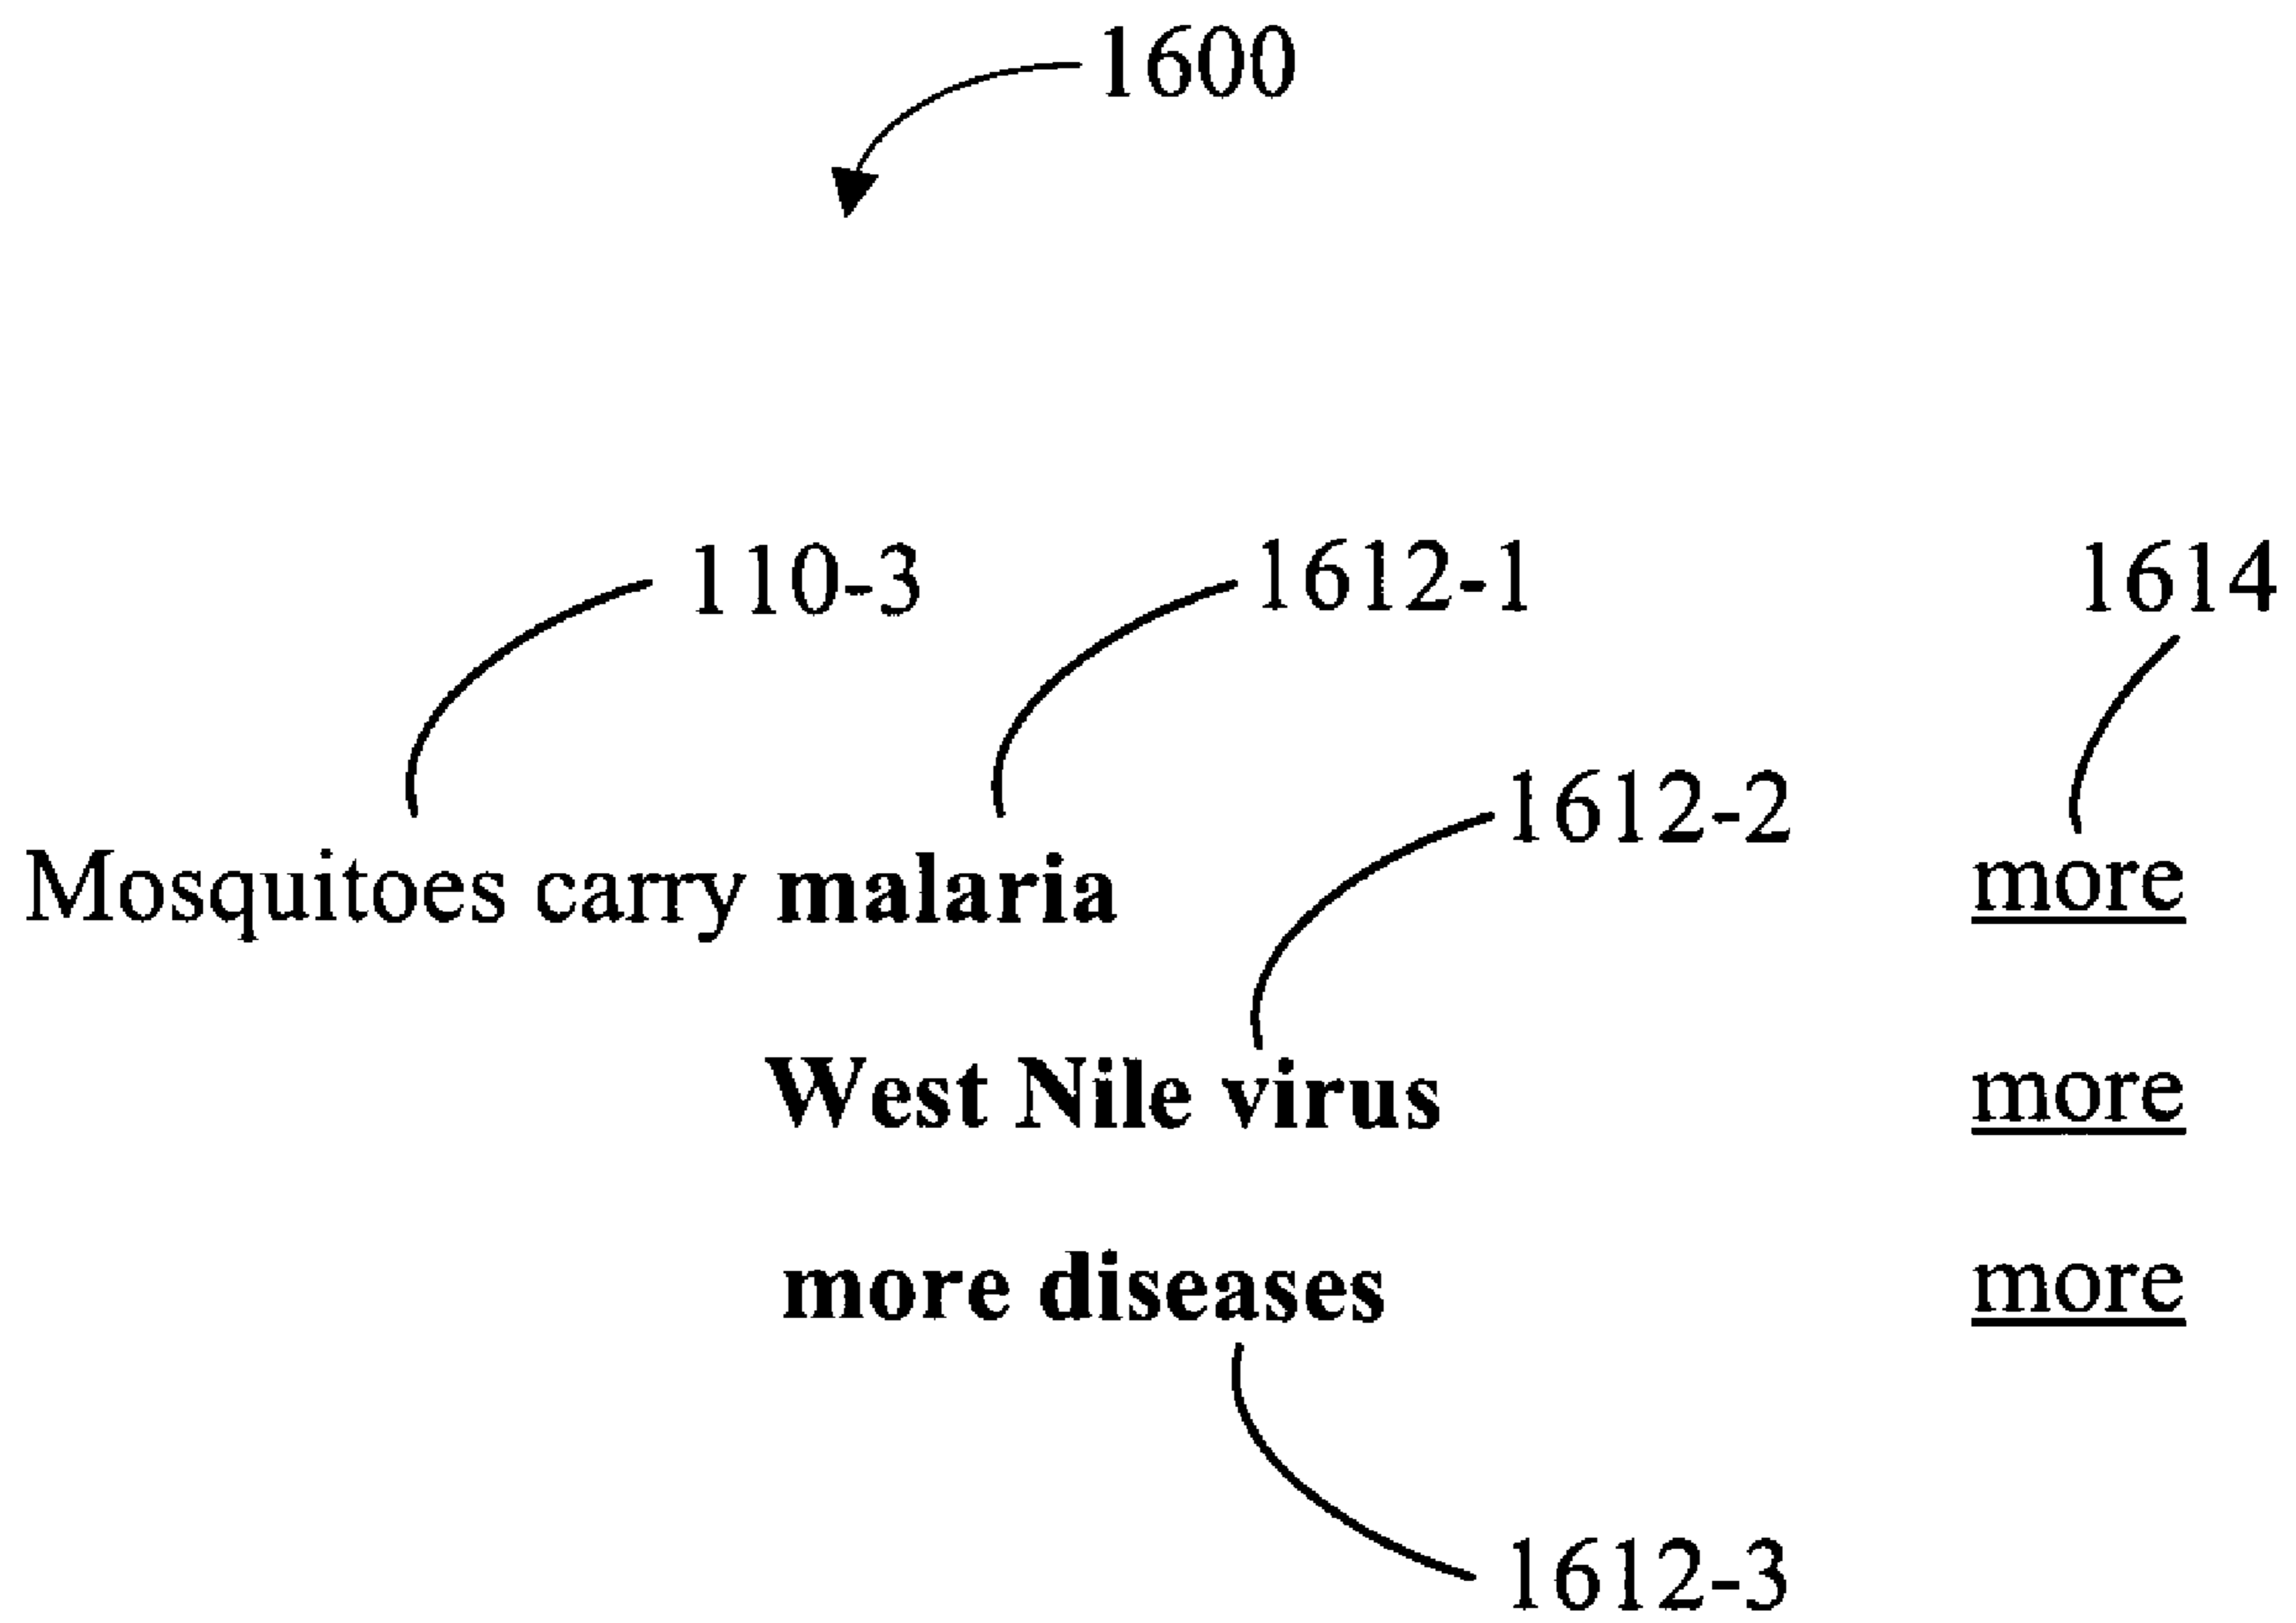 1600
110-3 1612-1 1614
1612-2
Mosquitoes carry malaria more
West Nile virus more
more diseases more
1612-3